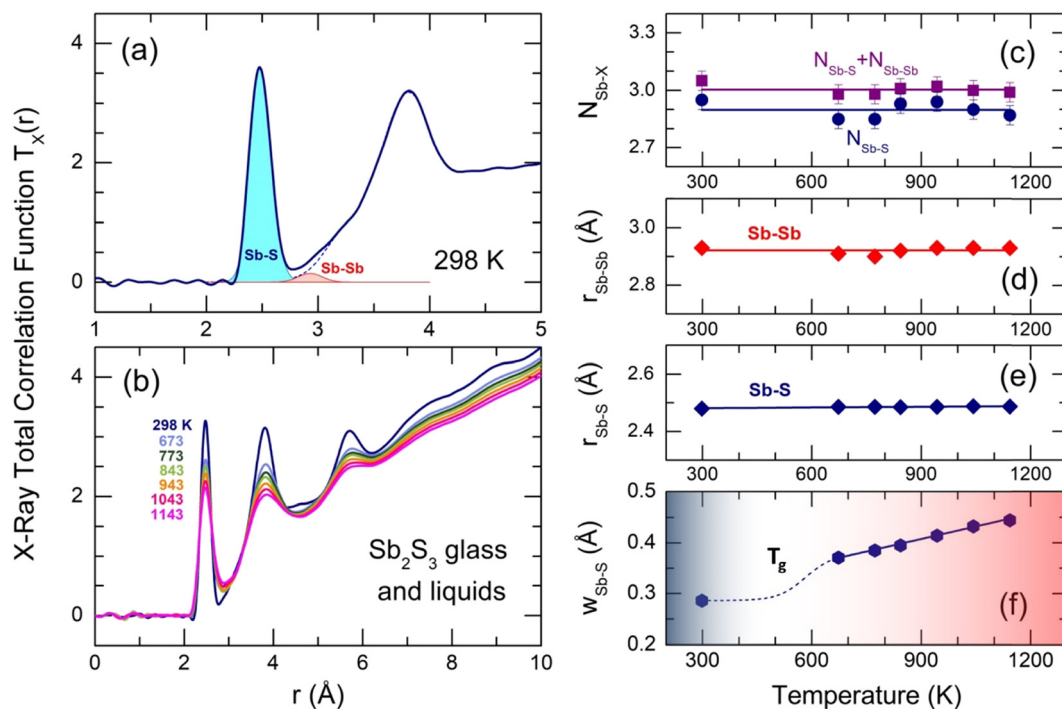 X-Ray Total Correlation Function T_X(r)
(a)
4
2
0
Sb-S
Sb-Sb
298 K
1 2 3 4 5
(b)
4
2
0
298 K
673
773
843
943
1043
1143
Sb₂S₃ glass
and liquids
0 2 4 6 8 10
r (Å)
(c)
N_Sb-X
3.3
3.0
2.7
N_Sb-S+N_Sb-Sb
N_Sb-S
300 600 900 1200
(d)
r_Sb-Sb (Å)
3.0
2.9
2.8
Sb-Sb
300 600 900 1200
(e)
r_Sb-S (Å)
2.6
2.5
2.4
Sb-S
300 600 900 1200
w_Sb-S (Å)
0.5
0.4
0.3
0.2
T_g
(f)
300 600 900 1200
Temperature (K)